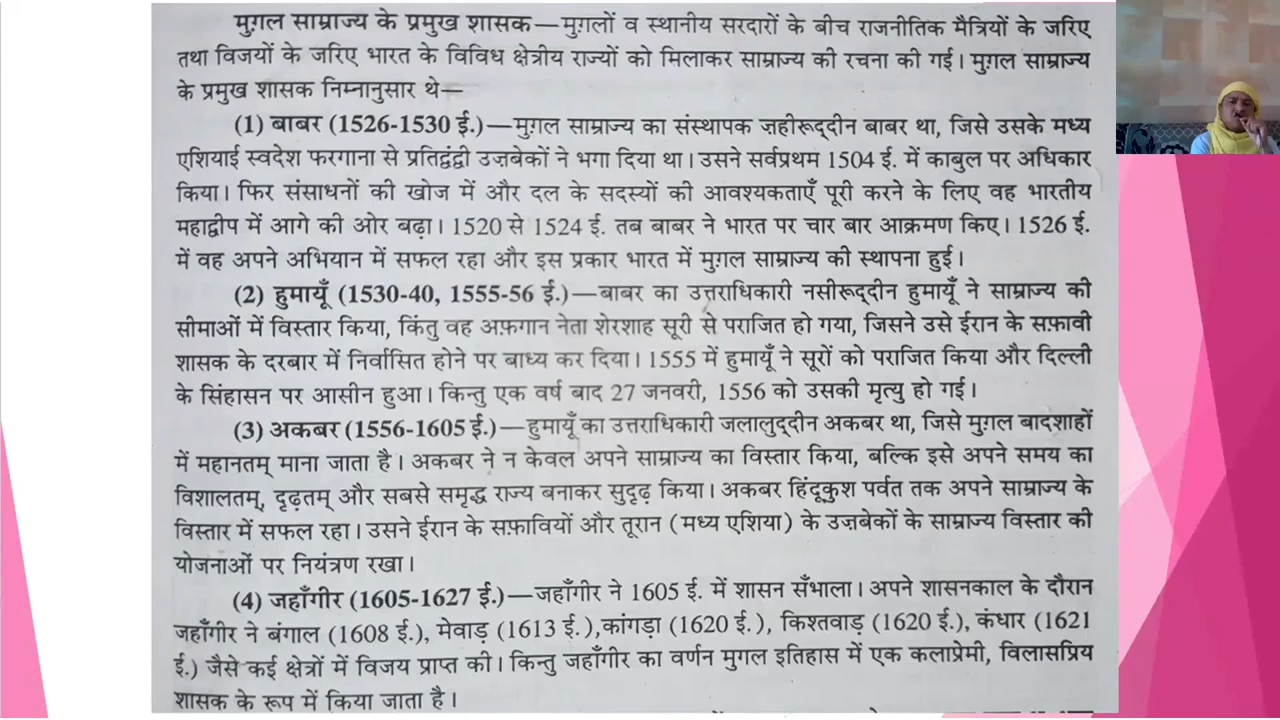 मुग़ल साम्राज्य के प्रमुख शासक—मुग़लों व स्थानीय सरदारों के बीच राजनीतिक मैत्रियों के जरिए
तथा विजयों के जरिए भारत के विविध क्षेत्रीय राज्यों को मिलाकर साम्राज्य की रचना की गई। मुग़ल साम्राज्य
के प्रमुख शासक निम्नानुसार थे—
(1) बाबर (1526-1530 ई.)—मुग़ल साम्राज्य का संस्थापक ज़हीरूद्दीन बाबर था, जिसे उसके मध्य
एशियाई स्वदेश फरगाना से प्रतिद्वंद्वी उज़बेकों ने भगा दिया था। उसने सर्वप्रथम 1504 ई. में काबुल पर अधिकार
किया। फिर संसाधनों की खोज में और दल के सदस्यों की आवश्यकताएँ पूरी करने के लिए वह भारतीय
महाद्वीप में आगे की ओर बढ़ा। 1520 से 1524 ई. तब बाबर ने भारत पर चार बार आक्रमण किए। 1526 ई.
में वह अपने अभियान में सफल रहा और इस प्रकार भारत में मुग़ल साम्राज्य की स्थापना हुई।
(2) हुमायूँ (1530-40, 1555-56 ई.)—बाबर का उत्तराधिकारी नसीरूद्दीन हुमायूँ ने साम्राज्य की
सीमाओं में विस्तार किया, किंतु वह अफ़गान नेता शेरशाह सूरी से पराजित हो गया, जिसने उसे ईरान के सफ़ावी
शासक के दरबार में निर्वासित होने पर बाध्य कर दिया। 1555 में हुमायूँ ने सूरों को पराजित किया और दिल्ली
के सिंहासन पर आसीन हुआ। किन्तु एक वर्ष बाद 27 जनवरी, 1556 को उसकी मृत्यु हो गई।
(3) अकबर (1556-1605 ई.)—हुमायूँ का उत्तराधिकारी जलालुद्दीन अकबर था, जिसे मुग़ल बादशाहों
में महानतम् माना जाता है। अकबर ने न केवल अपने साम्राज्य का विस्तार किया, बल्कि इसे अपने समय का
विशालतम्, दृढ़तम् और सबसे समृद्ध राज्य बनाकर सुदृढ़ किया। अकबर हिंदूकुश पर्वत तक अपने साम्राज्य के
विस्तार में सफल रहा। उसने ईरान के सफ़ावियों और तूरान (मध्य एशिया) के उज़बेकों के साम्राज्य विस्तार की
योजनाओं पर नियंत्रण रखा।
(4) जहाँगीर (1605-1627 ई.)—जहाँगीर ने 1605 ई. में शासन सँभाला। अपने शासनकाल के दौरान
जहाँगीर ने बंगाल (1608 ई.), मेवाड़ (1613 ई.),कांगड़ा (1620 ई.), किश्तवाड़ (1620 ई.), कंधार (1621
ई.) जैसे कई क्षेत्रों में विजय प्राप्त की। किन्तु जहाँगीर का वर्णन मुगल इतिहास में एक कलाप्रेमी, विलासप्रिय
शासक के रूप में किया जाता है।